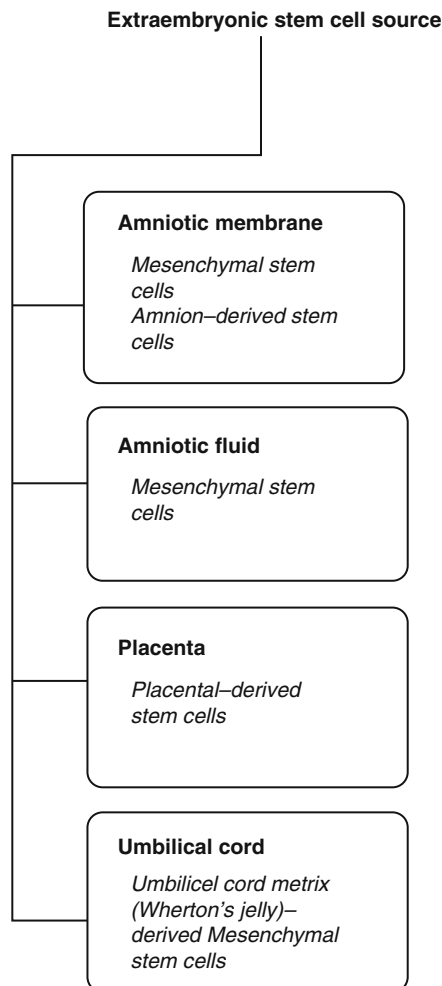 Extraembryonic stem cell source
Amniotic membrane
Mesenchymal stem
cells
Amnion–derived stem
cells
Amniotic fluid
Mesenchymal stem
cells
Placenta
Placental–derived
stem cells
Umbilical cord
Umbilicel cord metrix
(Wherton's jelly)–
derived Mesenchymal
stem cells